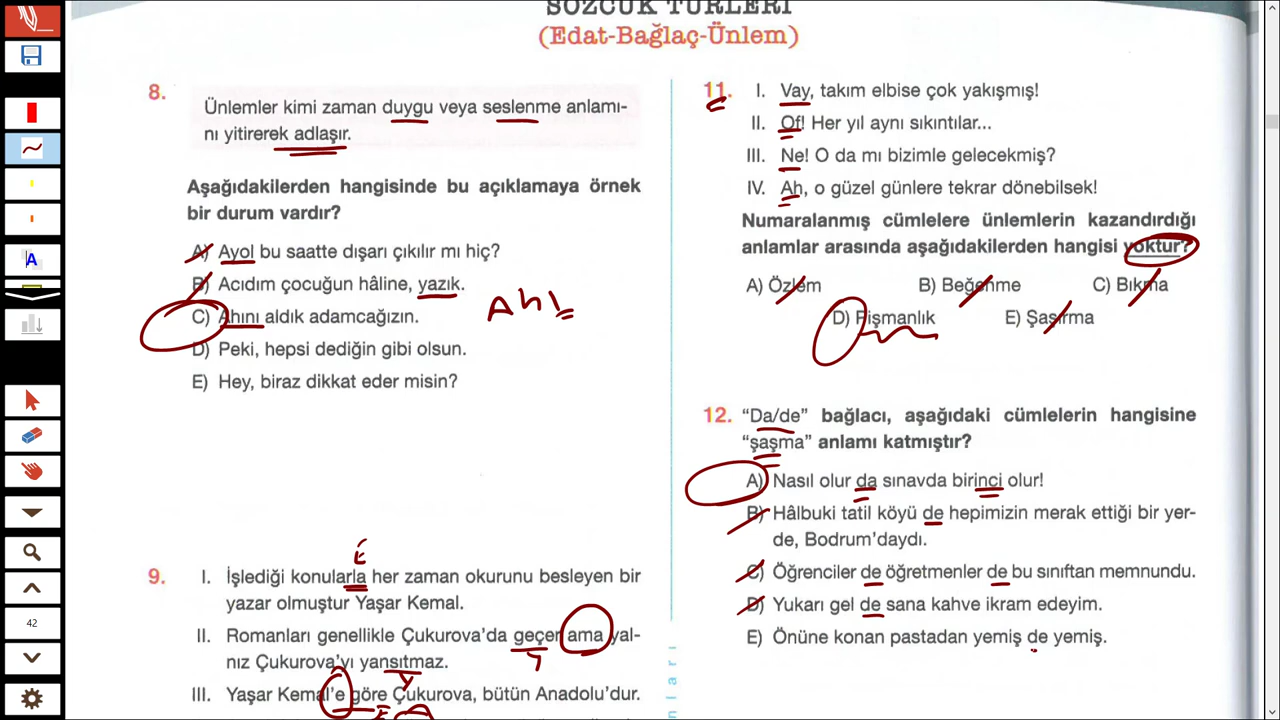 SÖZCÜK TÜRLERİ
(Edat-Bağlaç-Ünlem)
8.
Ünlemler kimi zaman duygu veya seslenme anlamı-
nı yitirerek adlaşır.
Aşağıdakilerden hangisinde bu açıklamaya örnek
bir durum vardır?
A) Ayol bu saatte dışarı çıkılır mı hiç?
B) Acıdım çocuğun hâline, yazık.
C) Ahını aldık adamcağızın.
Ahı
D) Peki, hepsi dediğin gibi olsun.
E) Hey, biraz dikkat eder misin?
E
9. I. İşlediği konularla her zaman okurunu besleyen bir
yazar olmuştur Yaşar Kemal.
II. Romanları genellikle Çukurova'da geçer ama yal-
nız Çukurova'yı yansıtmaz.
III. Yaşar Kemal'e göre Çukurova, bütün Anadolu'dur.
11. I. Vay, takım elbise çok yakışmış!
II. Of! Her yıl aynı sıkıntılar...
III. Ne! O da mı bizimle gelecekmiş?
IV. Ah, o güzel günlere tekrar dönebilsek!
Numaralanmış cümlelere ünlemlerin kazandırdığı
anlamlar arasında aşağıdakilerden hangisi yoktur?
A) Özlem B) Beğenme C) Bıkma
D) Pişmanlık E) Şaşırma
12. "Da/de" bağlacı, aşağıdaki cümlelerin hangisine
"şaşma" anlamı katmıştır?
A) Nasıl olur da sınavda birinci olur!
B) Hâlbuki tatil köyü de hepimizin merak ettiği bir yer-
de, Bodrum'daydı.
C) Öğrenciler de öğretmenler de bu sınıftan memnundu.
D) Yukarı gel de sana kahve ikram edeyim.
E) Önüne konan pastadan yemiş de yemiş.
ları
A
42